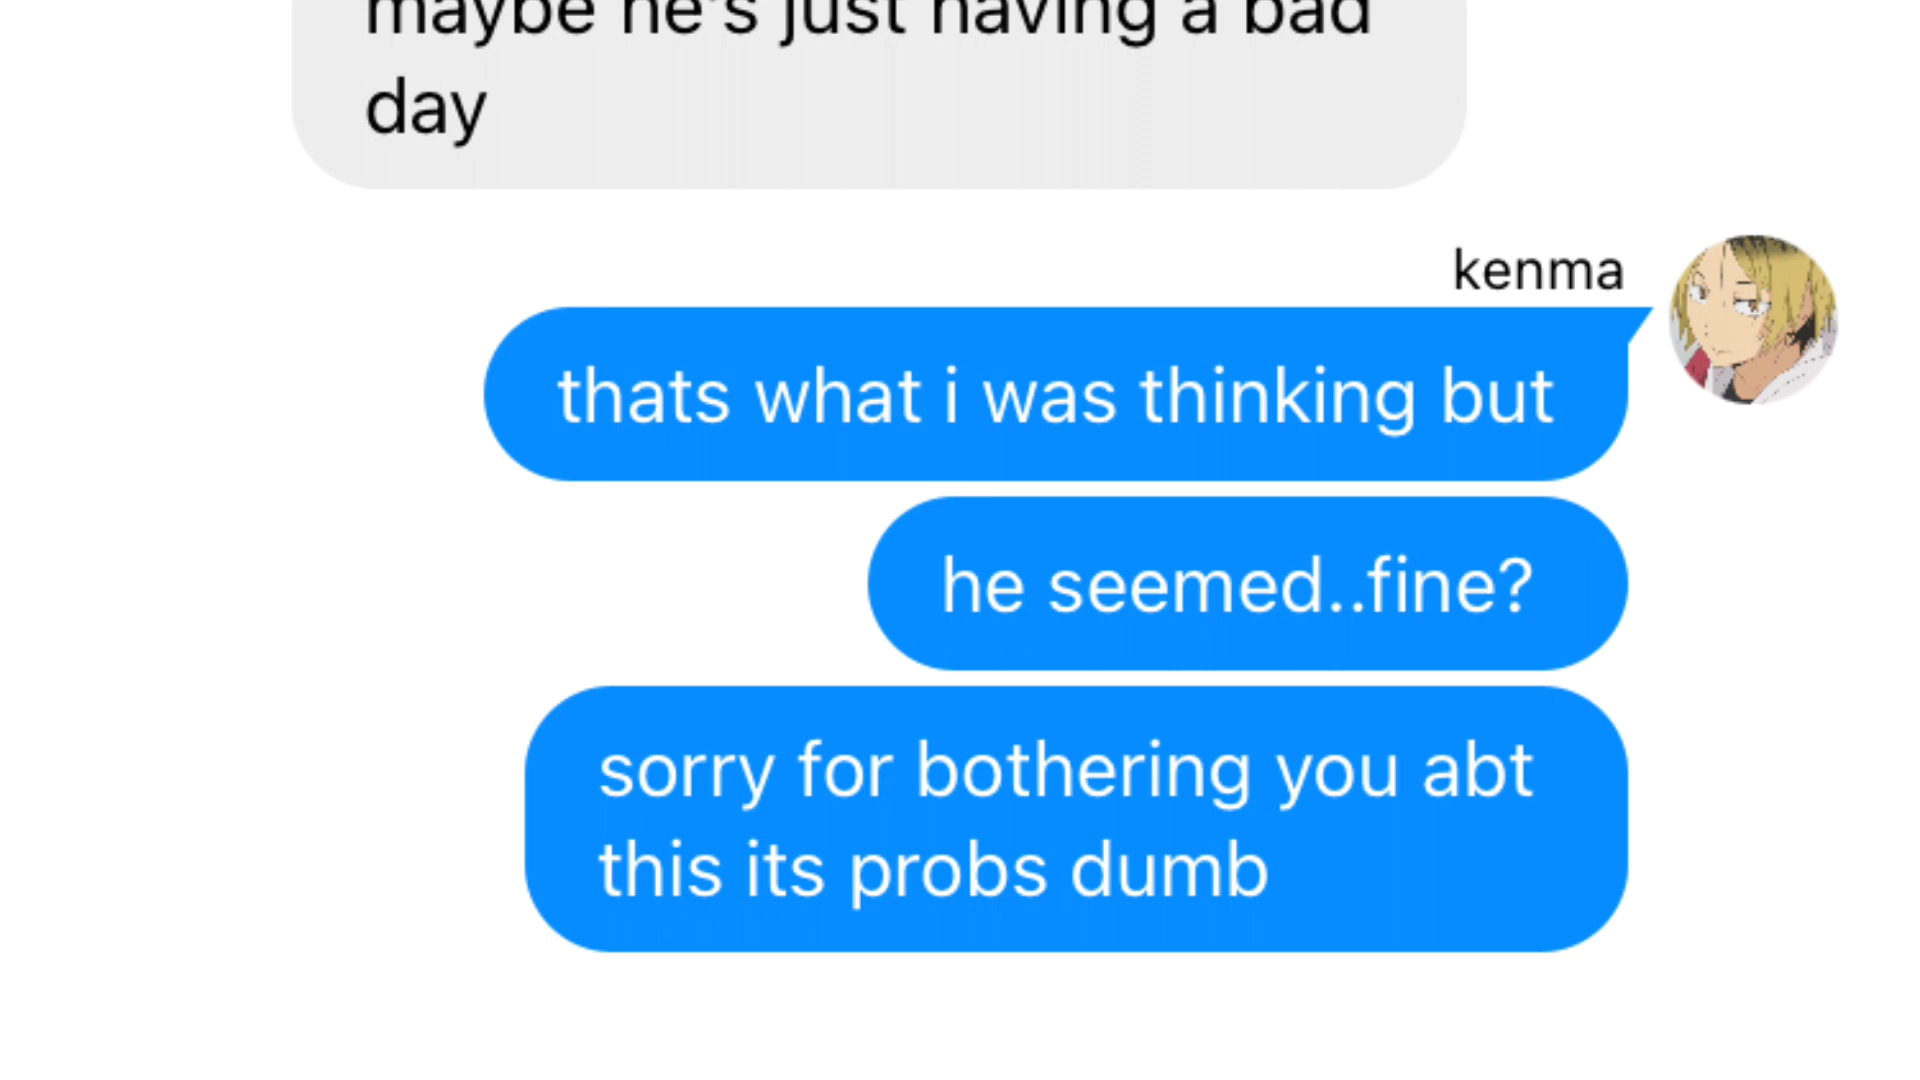 maybe he's just having a bad
day
kenma
thats what i was thinking but
he seemed..fine?
sorry for bothering you abt
this its probs dumb